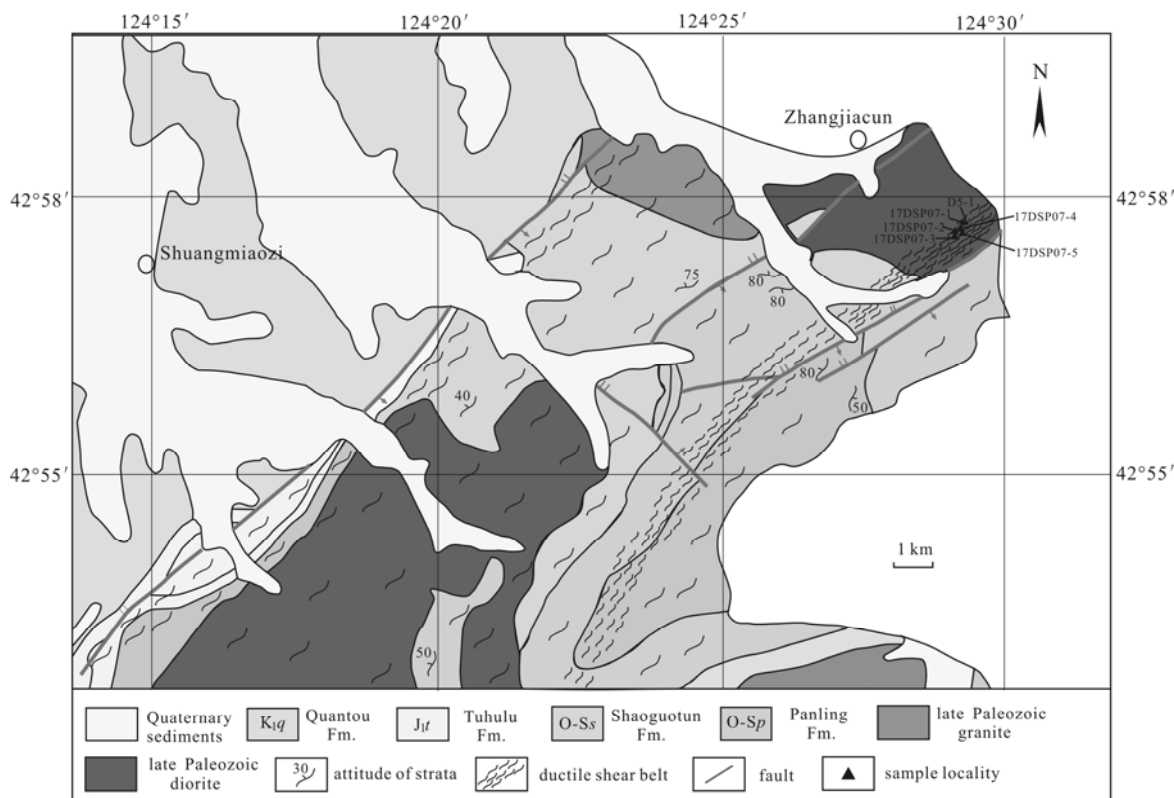 124°15′ 124°20′ 124°25′ 124°30′
N
Zhangjiacun
42°58′ 42°58′
D5-1
17DSP07- 17DSP07-4
17DSP07-2
17DSP07-3
17DSP07-5
Shuangmiaozi
75
80
80
80
40
50
42°55′ 42°55′
1 km
50
Quaternary sediments
K₁q Quantou Fm.
J₁t Tuhulu Fm.
O-Ss Shaoguotun Fm.
O-Sp Panling Fm.
late Paleozoic granite
late Paleozoic diorite
30 attitude of strata
ductile shear belt
fault
sample locality